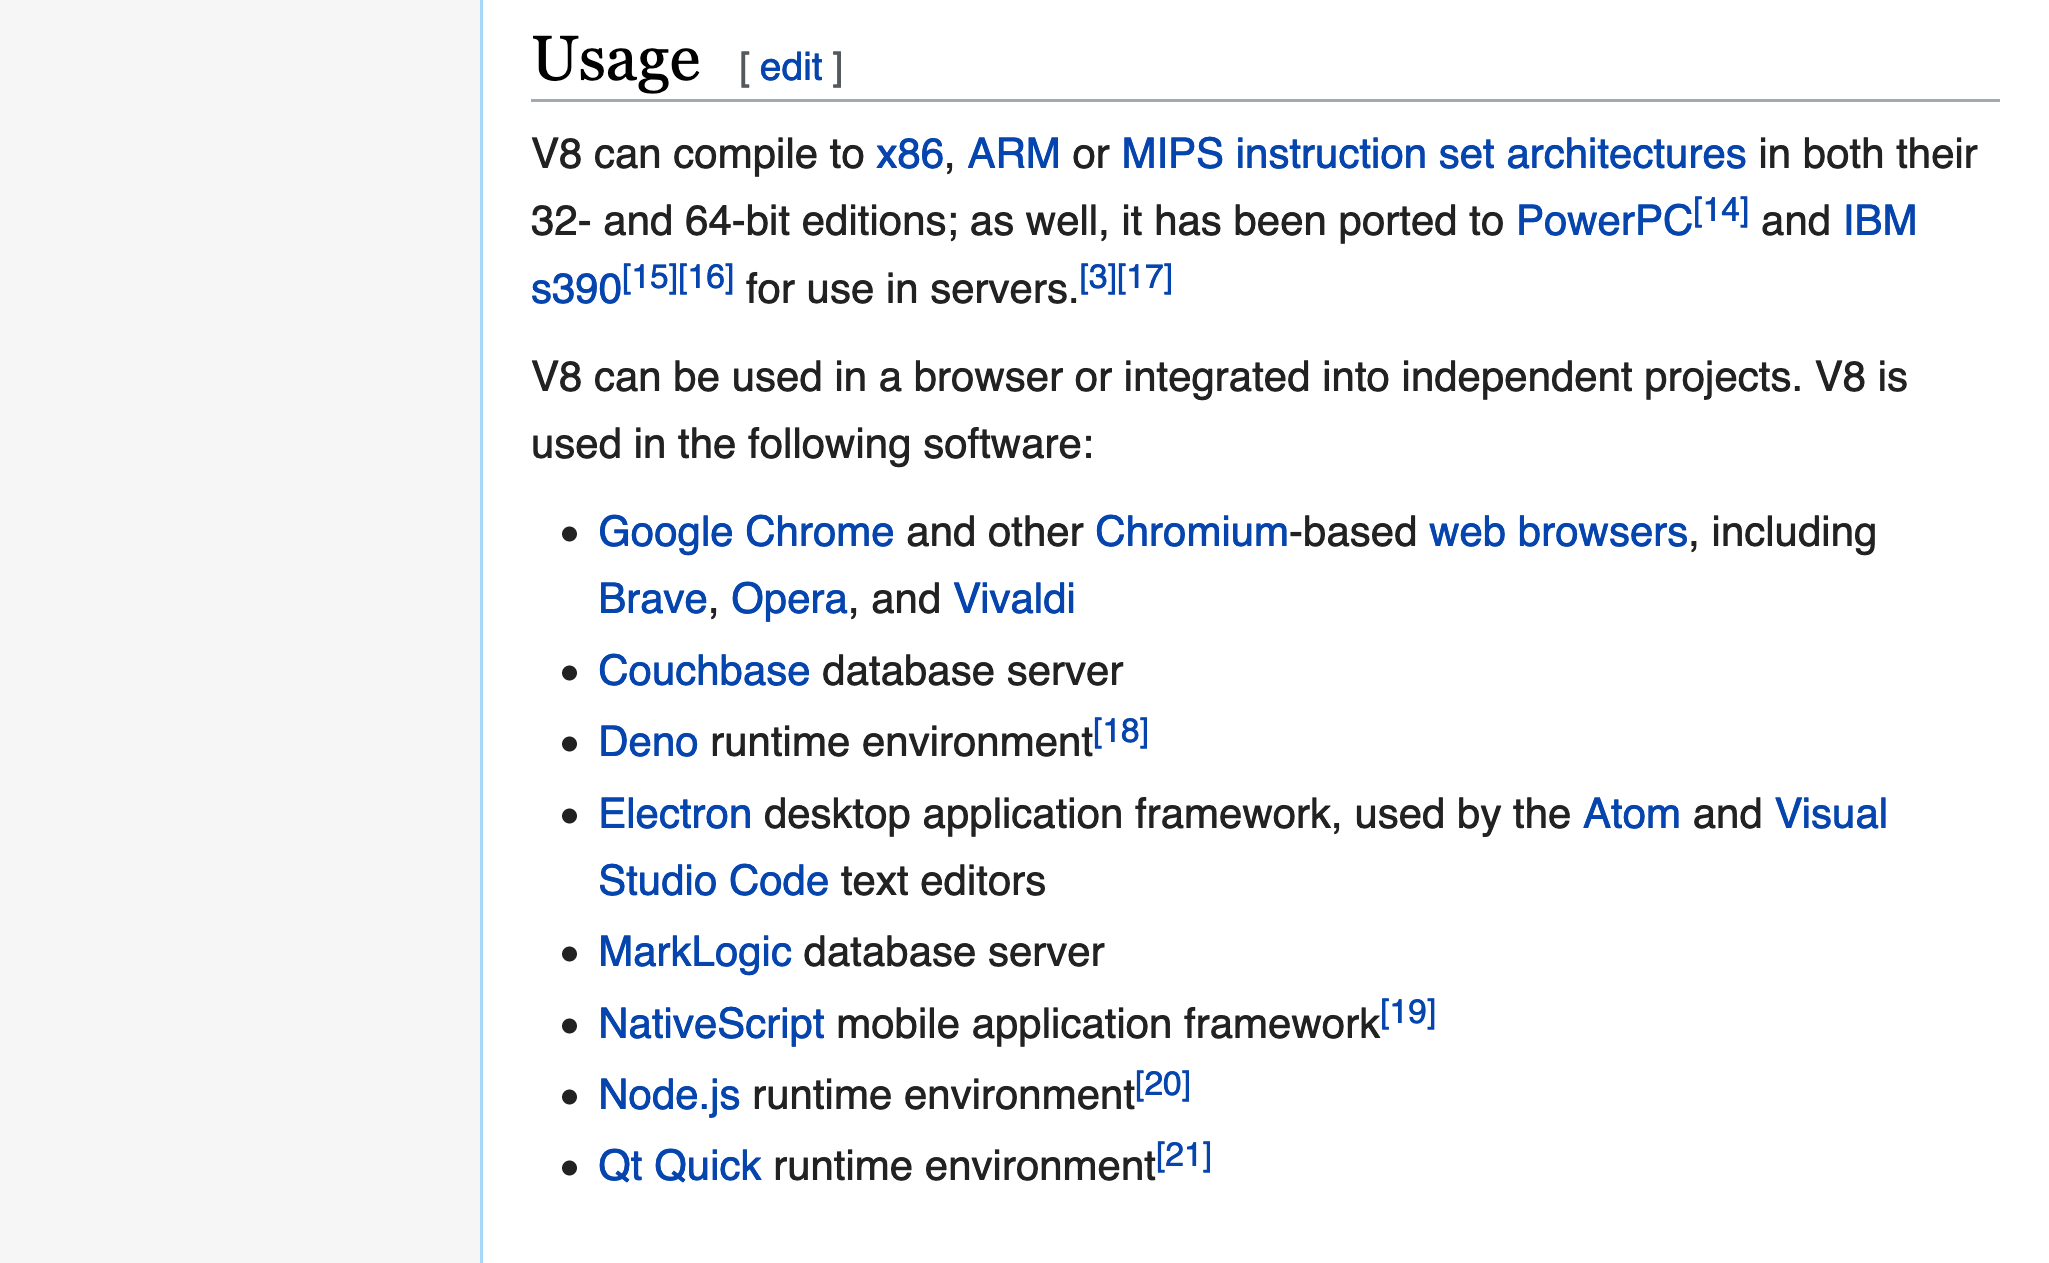 Usage [ edit ]
V8 can compile to x86, ARM or MIPS instruction set architectures in both their
32- and 64-bit editions; as well, it has been ported to PowerPC[14] and IBM
s390[15][16] for use in servers.[3][17]
V8 can be used in a browser or integrated into independent projects. V8 is
used in the following software:
• Google Chrome and other Chromium-based web browsers, including
Brave, Opera, and Vivaldi
• Couchbase database server
• Deno runtime environment[18]
• Electron desktop application framework, used by the Atom and Visual
Studio Code text editors
• MarkLogic database server
• NativeScript mobile application framework[19]
• Node.js runtime environment[20]
• Qt Quick runtime environment[21]